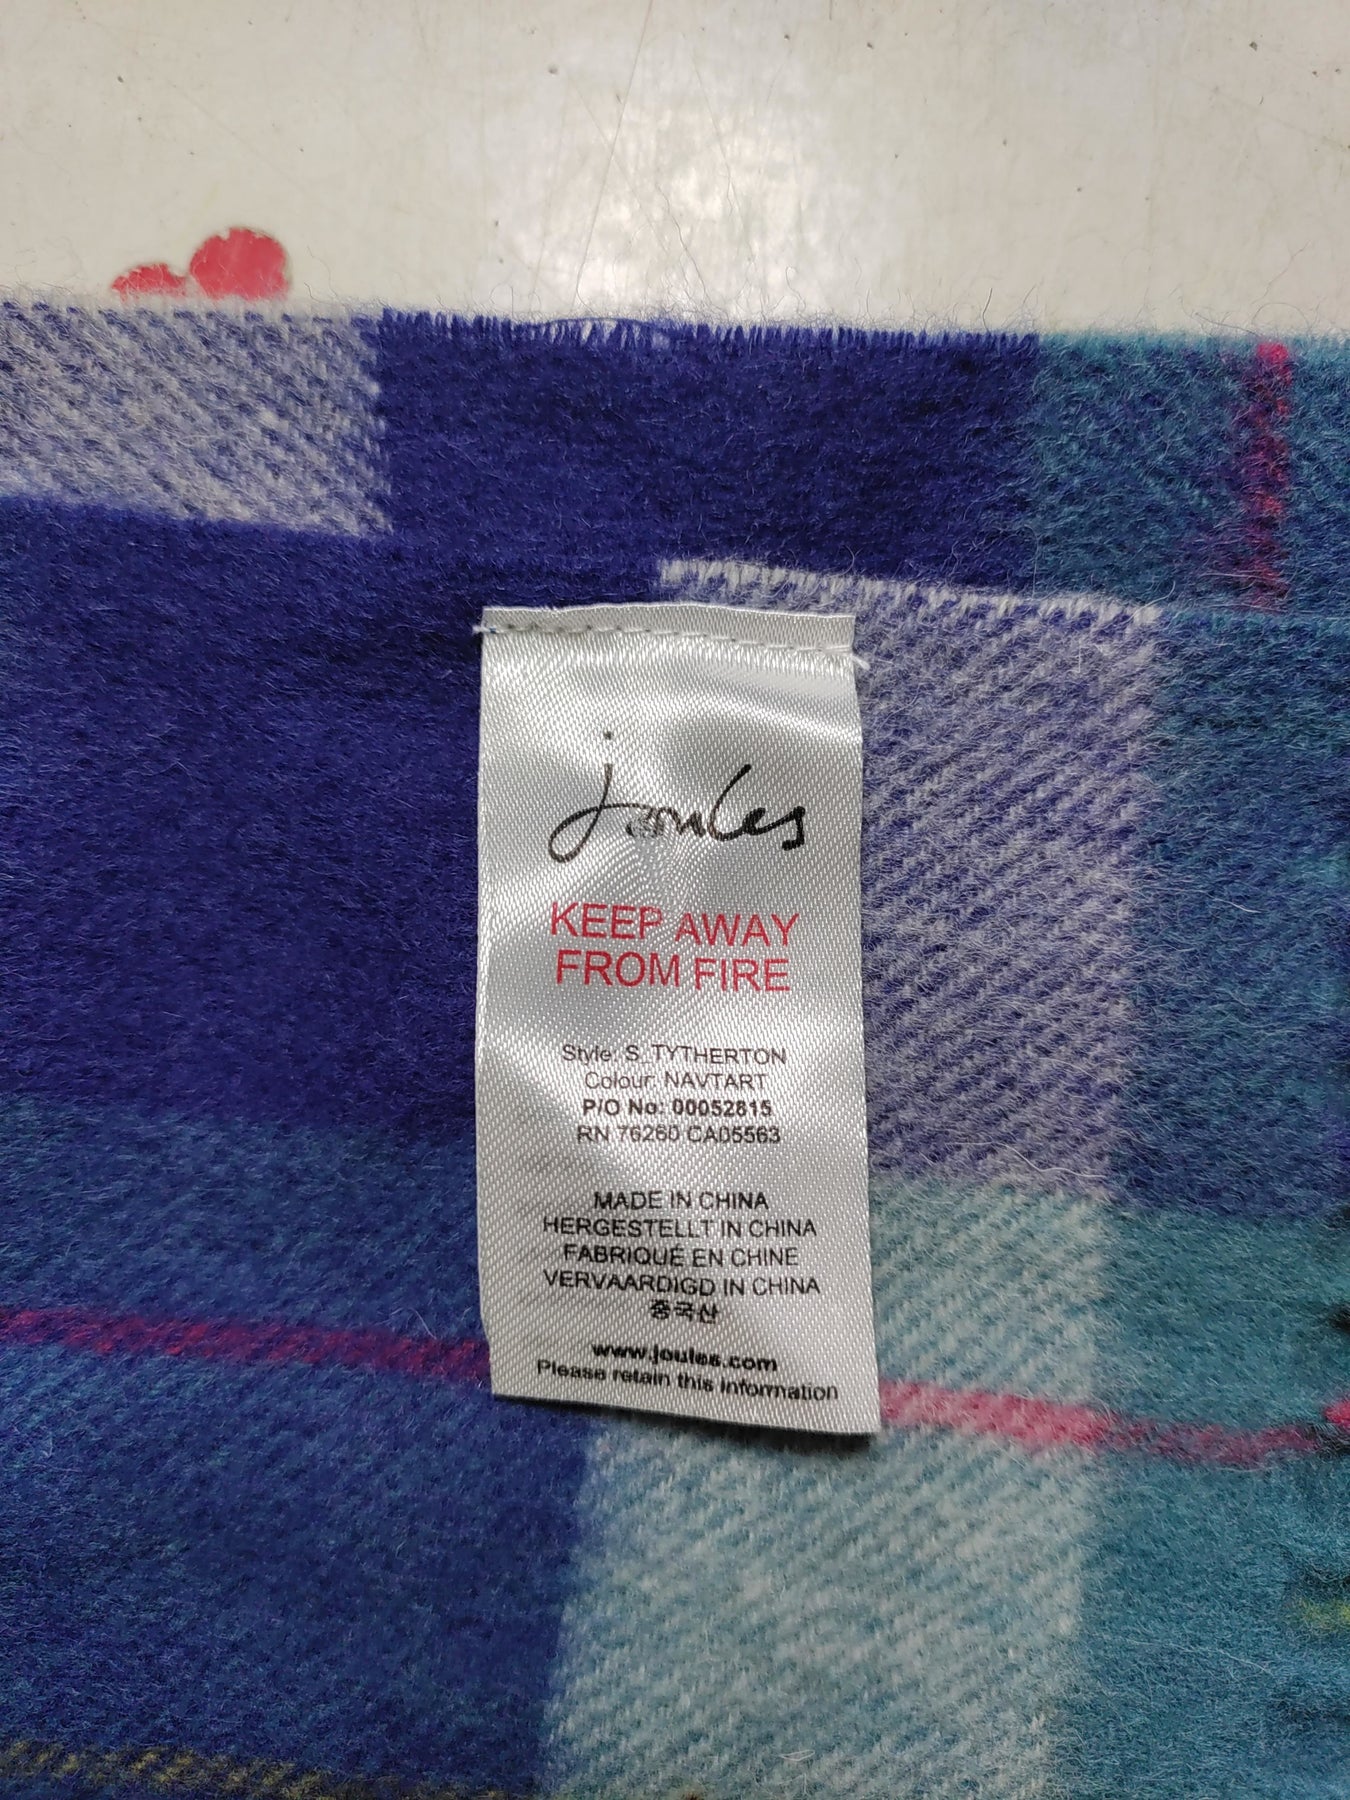 joules
KEEP AWAY
FROM FIRE
Style: S_TYTHERTON
Colour: NAVTART
P/O No: 00052815
RN 76260 CA05563
MADE IN CHINA
HERGESTELLT IN CHINA
FABRIQUÉ EN CHINE
VERVAARDIGD IN CHINA
중국산
www.joules.com
Please retain this information